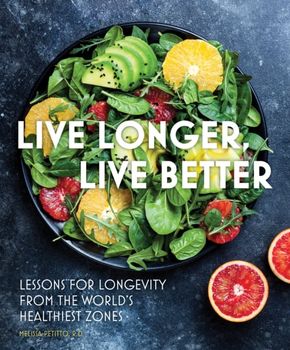 LIVE LONGER,
LIVE BETTER
LESSONS FOR LONGEVITY
FROM THE WORLD'S
HEALTHIEST ZONES
MELISSA PETITTO, R.D.